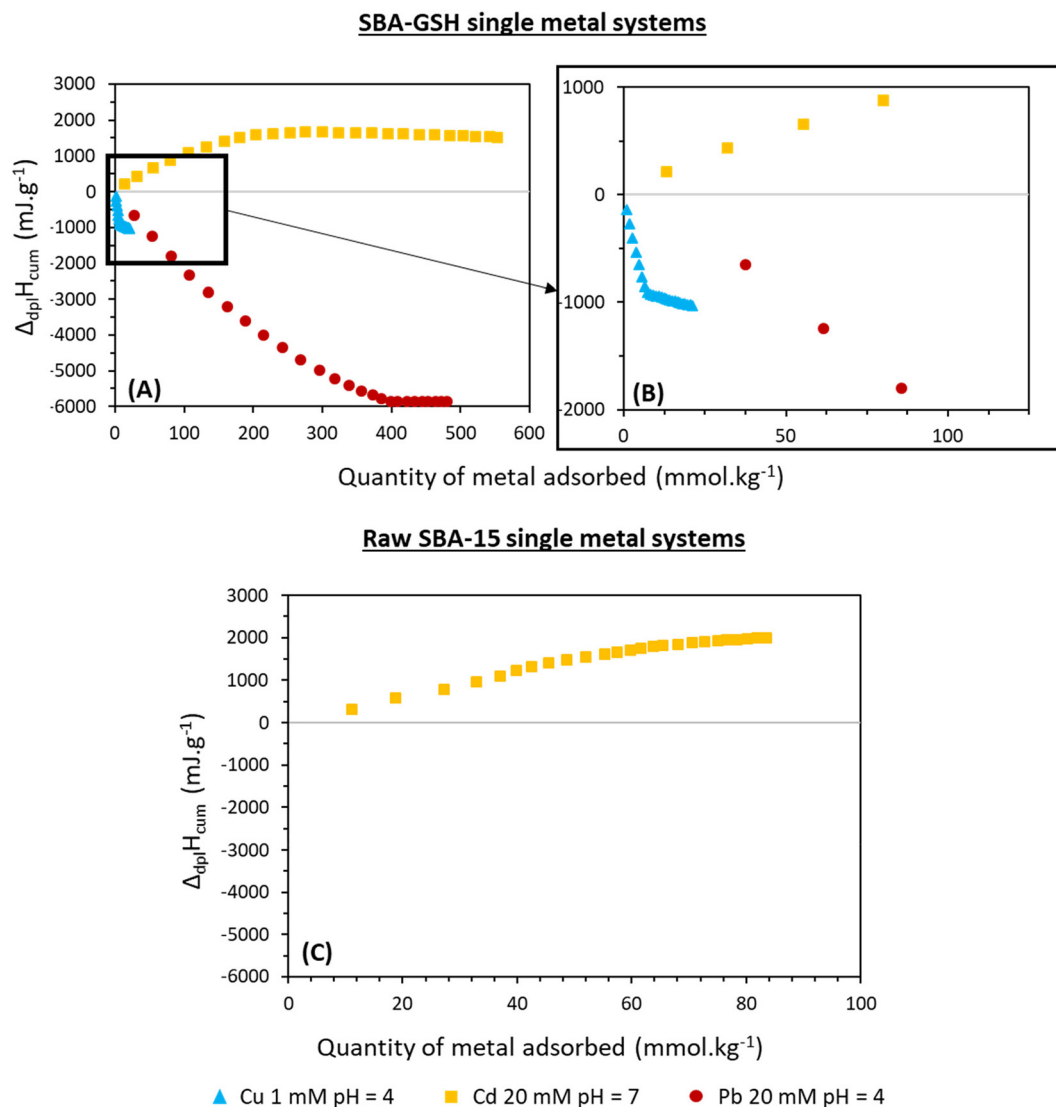 SBA-GSH single metal systems
3000
2000
1000
0
-1000
-2000
-3000
-4000
-5000
-6000
ΔdplHcum (mJ.g⁻¹)
(A)
0 100 200 300 400 500 600
1000
0
-1000
-2000
(B)
0 50 100
Quantity of metal adsorbed (mmol.kg⁻¹)
Raw SBA-15 single metal systems
3000
2000
1000
0
-1000
-2000
-3000
-4000
-5000
-6000
ΔdplHcum (mJ.g⁻¹)
(C)
0 20 40 60 80 100
Quantity of metal adsorbed (mmol.kg⁻¹)
Cu 1 mM pH = 4 Cd 20 mM pH = 7 Pb 20 mM pH = 4